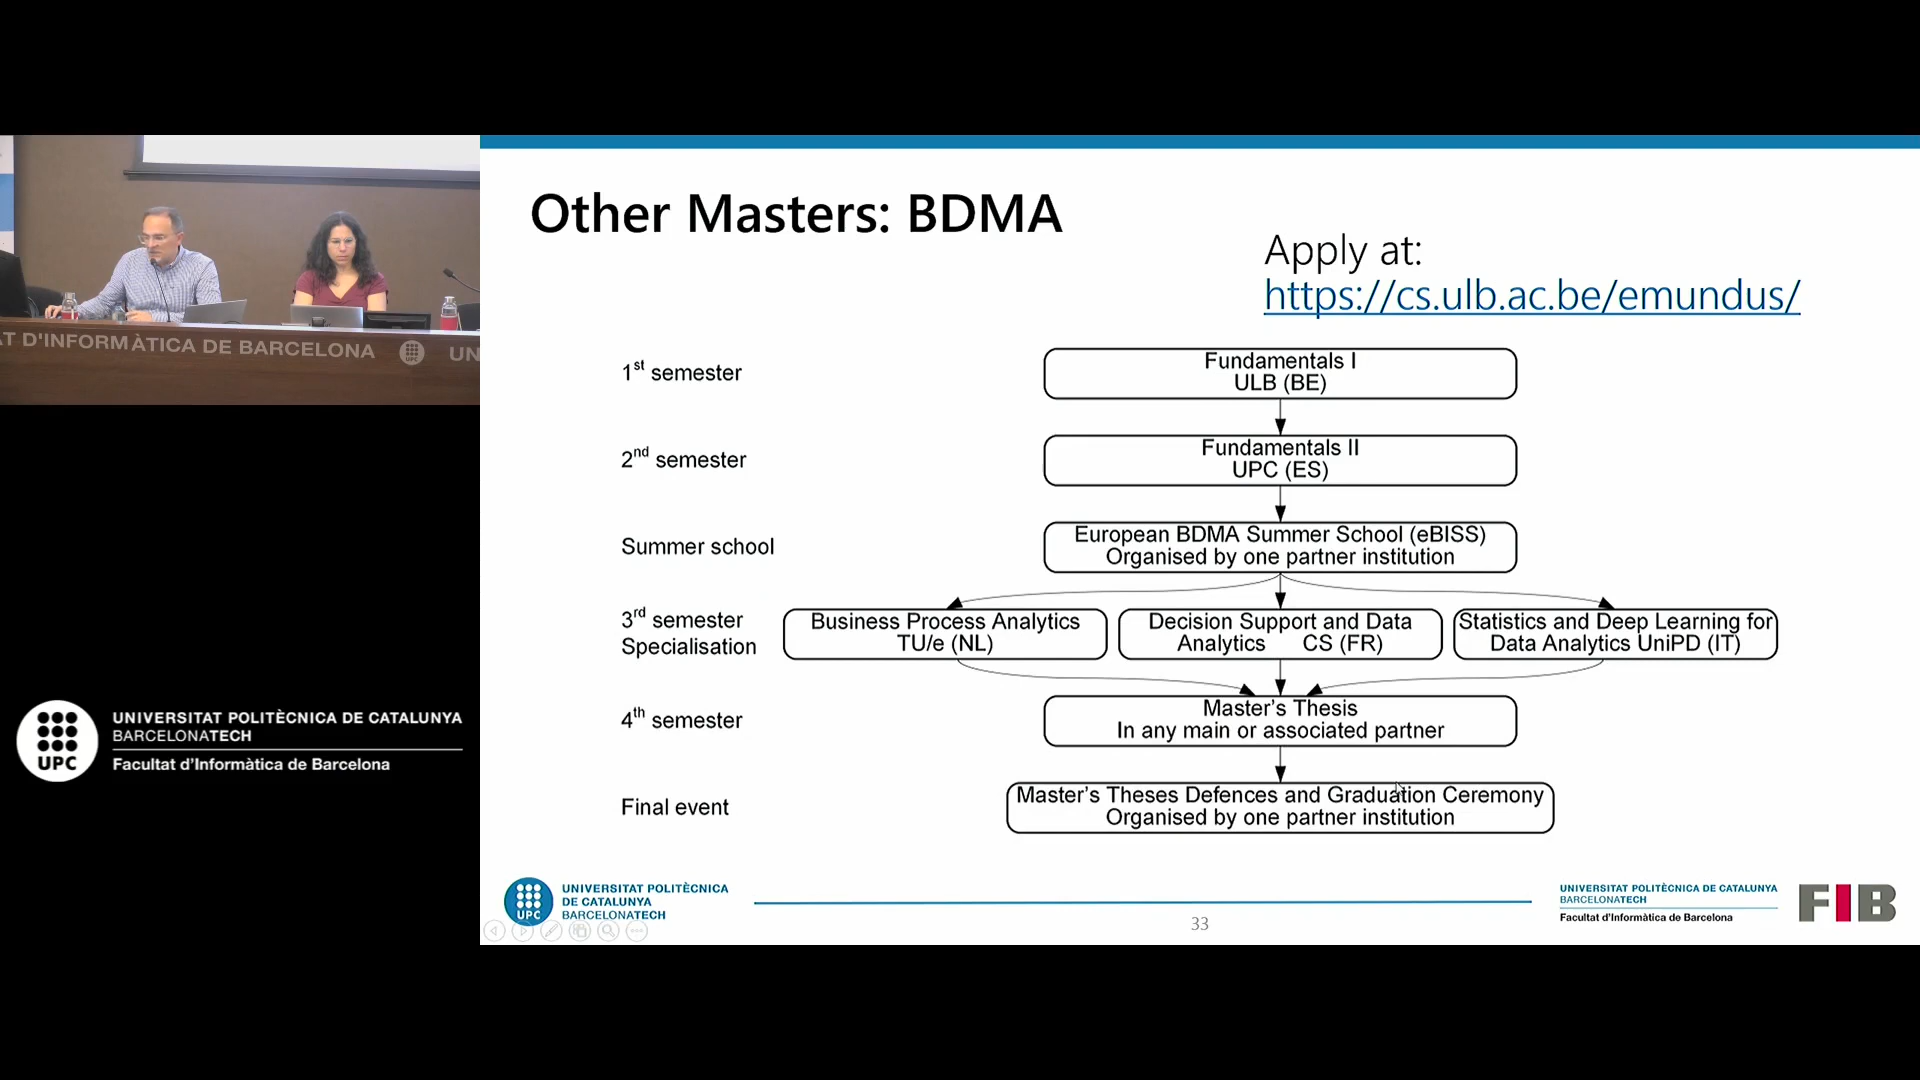 AT D'INFORMÀTICA DE BARCELONA
UPC
UN
UNIVERSITAT POLITÈCNICA DE CATALUNYA
BARCELONATECH
Facultat d'Informàtica de Barcelona
UPC
Other Masters: BDMA
Apply at:
https://cs.ulb.ac.be/emundus/
1st semester
Fundamentals I
ULB (BE)
2nd semester
Fundamentals II
UPC (ES)
Summer school
European BDMA Summer School (eBISS)
Organised by one partner institution
3rd semester
Specialisation
Business Process Analytics
TU/e (NL)
Decision Support and Data
Analytics CS (FR)
Statistics and Deep Learning for
Data Analytics UniPD (IT)
4th semester
Master's Thesis
In any main or associated partner
Final event
Master's Theses Defences and Graduation Ceremony
Organised by one partner institution
UPC
UNIVERSITAT POLITÈCNICA
DE CATALUNYA
BARCELONATECH
33
UNIVERSITAT POLITÈCNICA DE CATALUNYA
BARCELONATECH
Facultat d'Informàtica de Barcelona
FIB